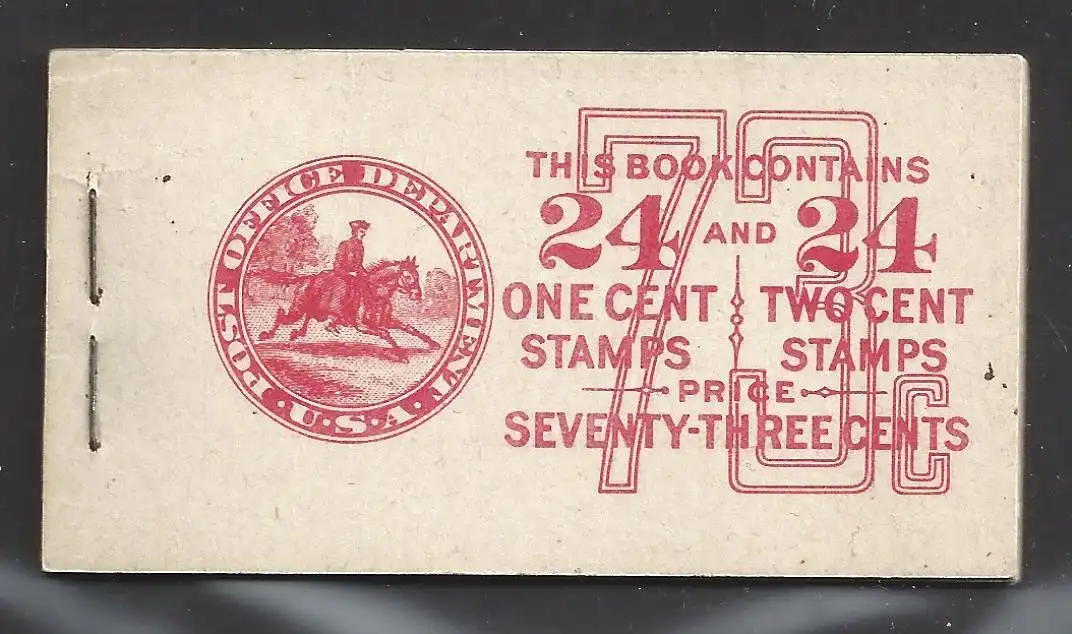 POST OFFICE DEPARTMENT
·U·S·A·
73c
THIS BOOK CONTAINS
24 AND 24
ONE CENT TWO CENT
STAMPS STAMPS
PRICE
SEVENTY-THREE CENTS